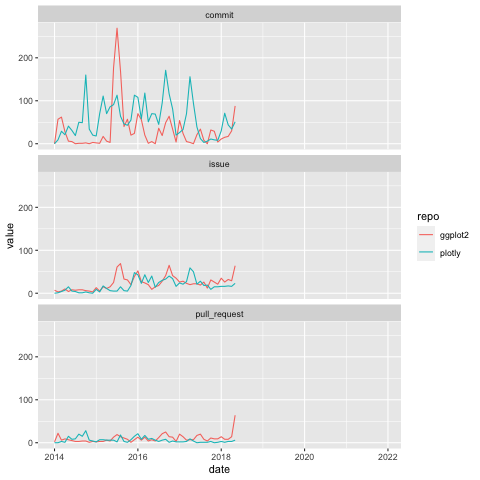 commit
200
100
0
issue
200
100
0
value
pull_request
200
100
0
2014
2016
2018
2020
2022
date
repo
ggplot2
plotly